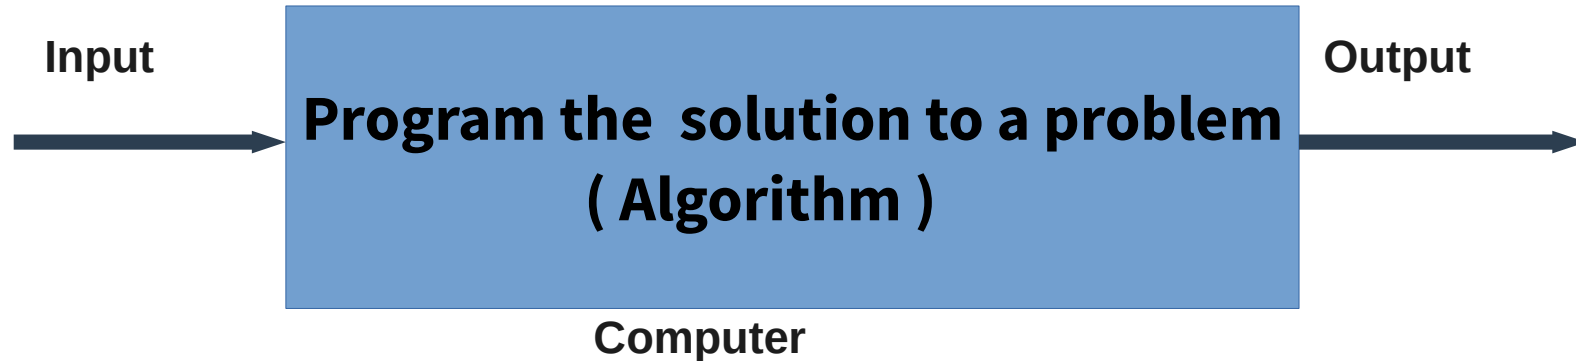 Input
Output
Program the  solution to a problem
( Algorithm )
Computer